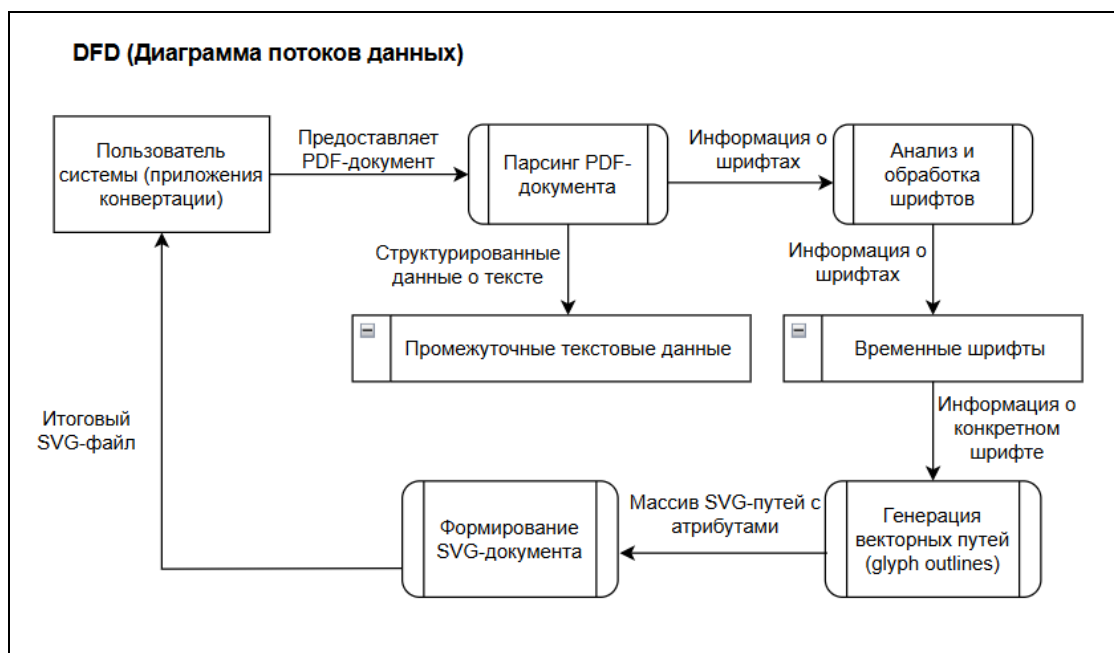 DFD (Диаграмма потоков данных)
Пользователь
системы (приложения
конвертации)
Предоставляет
PDF-документ
Парсинг PDF-
документа
Информация о
шрифтах
Анализ и
обработка
шрифтов
Структурированные
данные о тексте
Информация о
шрифтах
Промежуточные текстовые данные
Временные шрифты
Итоговый
SVG-файл
Информация о
конкретном
шрифте
Формирование
SVG-документа
Массив SVG-путей с
атрибутами
Генерация
векторных путей
(glyph outlines)